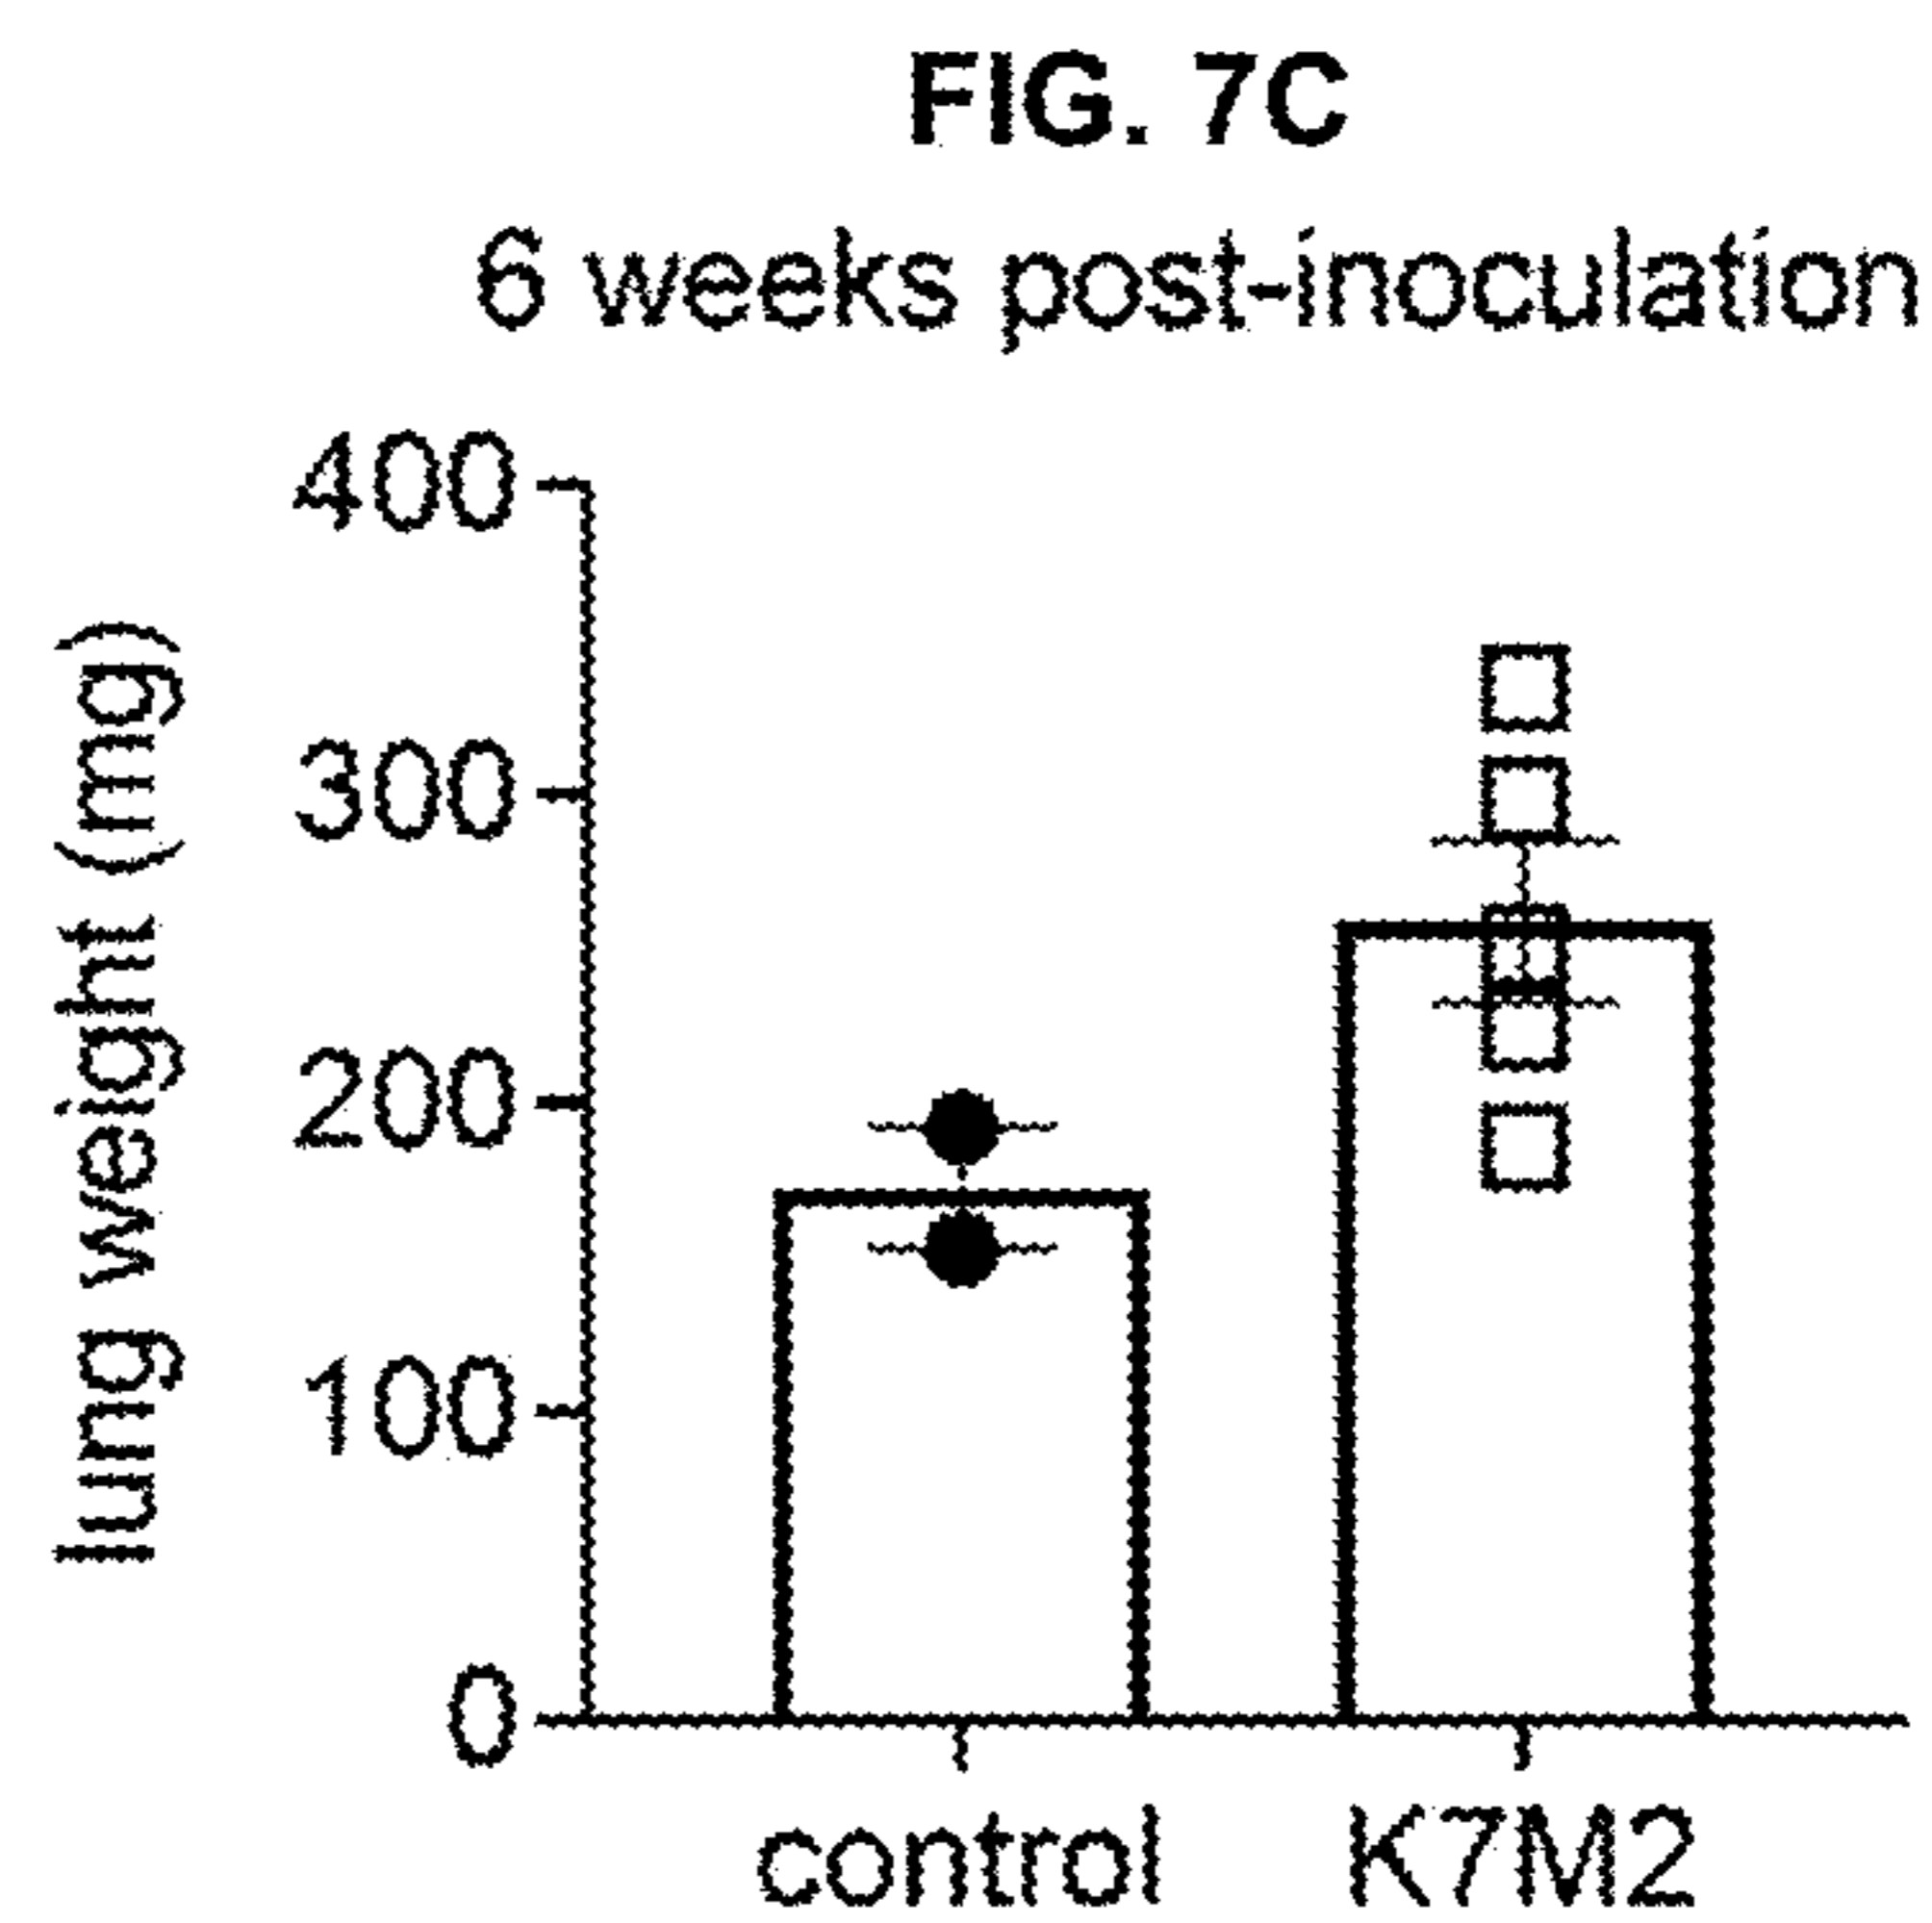 FIG. 7C
6 weeks post-inoculation
400
300
200
100
0
lung weight (mg)
control
K7M2